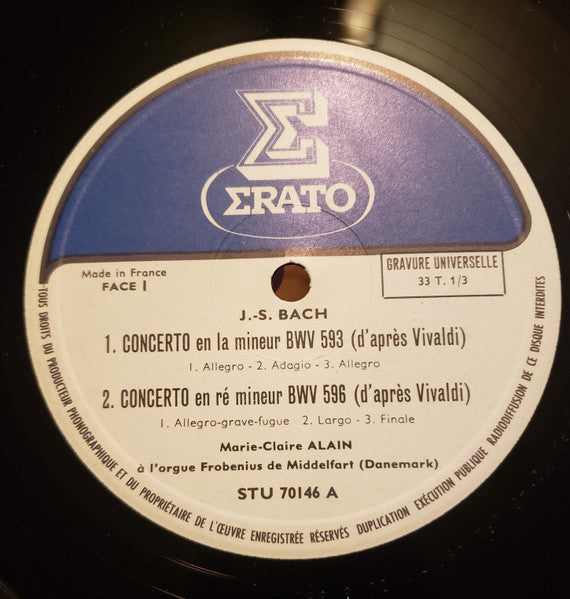 Σ
ΣRATO
Made in France
FACE I
GRAVURE UNIVERSELLE
33 T. 1/3
J.-S. BACH
1. CONCERTO en la mineur BWV 593 (d'après Vivaldi)
1. Allegro - 2. Adagio - 3. Allegro
2. CONCERTO en ré mineur BWV 596 (d'après Vivaldi)
1. Allegro-grave-fugue 2. Largo - 3. Finale
Marie-Claire ALAIN
à l'orgue Frobenius de Middelfart (Danemark)
STU 70146 A
TOUS DROITS DU PRODUCTEUR PHONOGRAPHIQUE ET DU PROPRIÉTAIRE DE L'ŒUVRE ENREGISTRÉE RÉSERVÉS DUPLICATION EXÉCUTION PUBLIQUE RADIODIFFUSION DE CE DISQUE INTERDITES